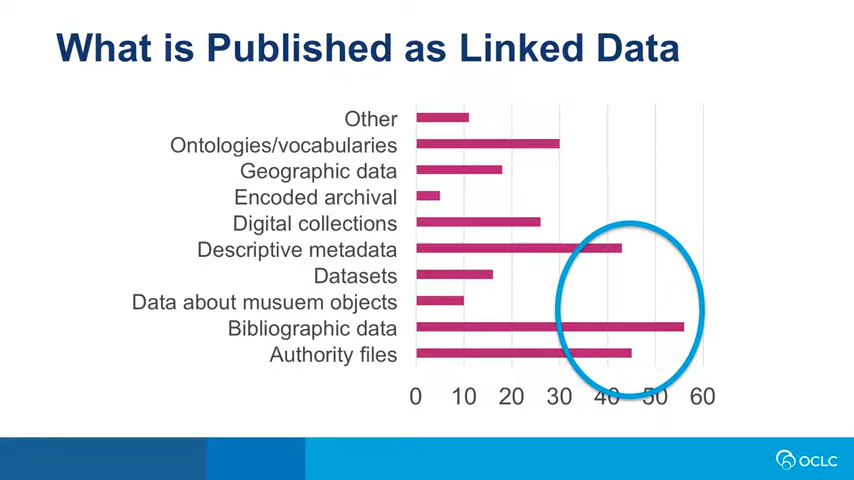 What is Published as Linked Data
Other
Ontologies/vocabularies
Geographic data
Encoded archival
Digital collections
Descriptive metadata
Datasets
Data about musuem objects
Bibliographic data
Authority files
0 10 20 30 40 50 60
OCLC